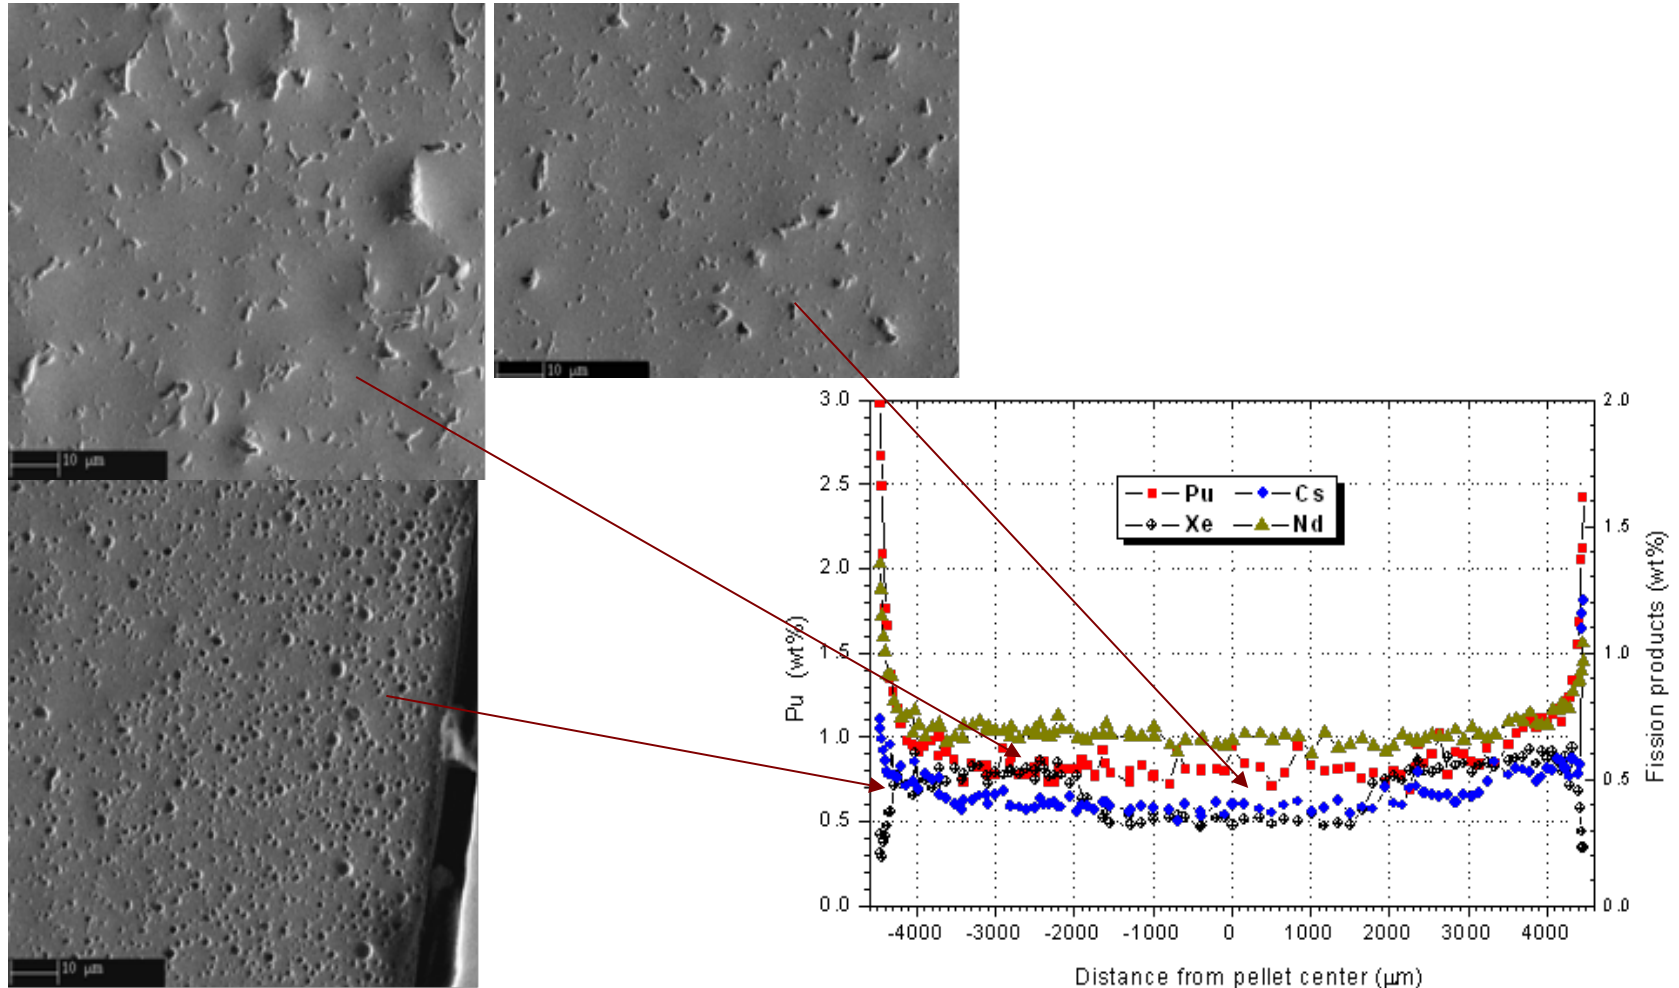 10 μm
10 μm
10 μm
Pu Cs
Xe Nd
3.0
2.5
2.0
1.5
1.0
0.5
0.0
Pu (wt%)
2.0
1.5
1.0
0.5
0.0
Fission products (wt%)
-4000 -3000 -2000 -1000 0 1000 2000 3000 4000
Distance from pellet center (μm)